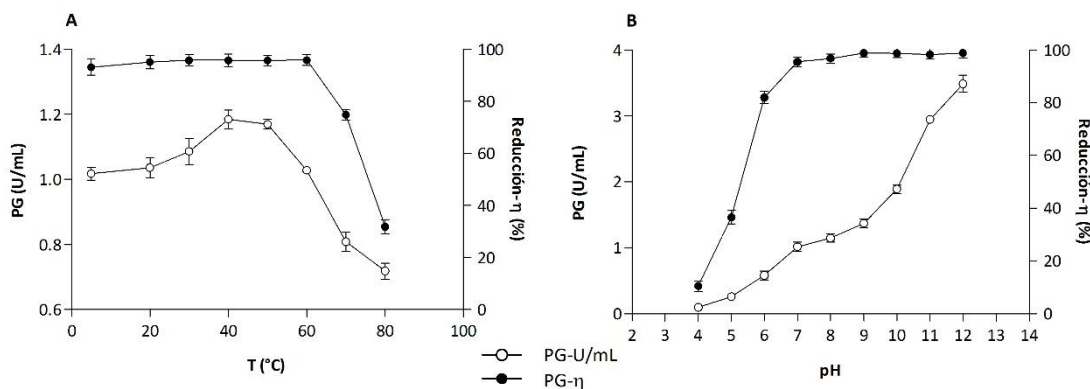 A
PG (U/mL)
1.4
1.2
1.0
0.8
0.6
0 20 40 60 80 100
T (°C)
100
80
60
40
20
0
Reducción-η (%)
B
PG (U/mL)
4
3
2
1
0
2 3 4 5 6 7 8 9 10 11 12 13 14
pH
100
80
60
40
20
0
Reducción-η (%)
PG-U/mL
PG-η